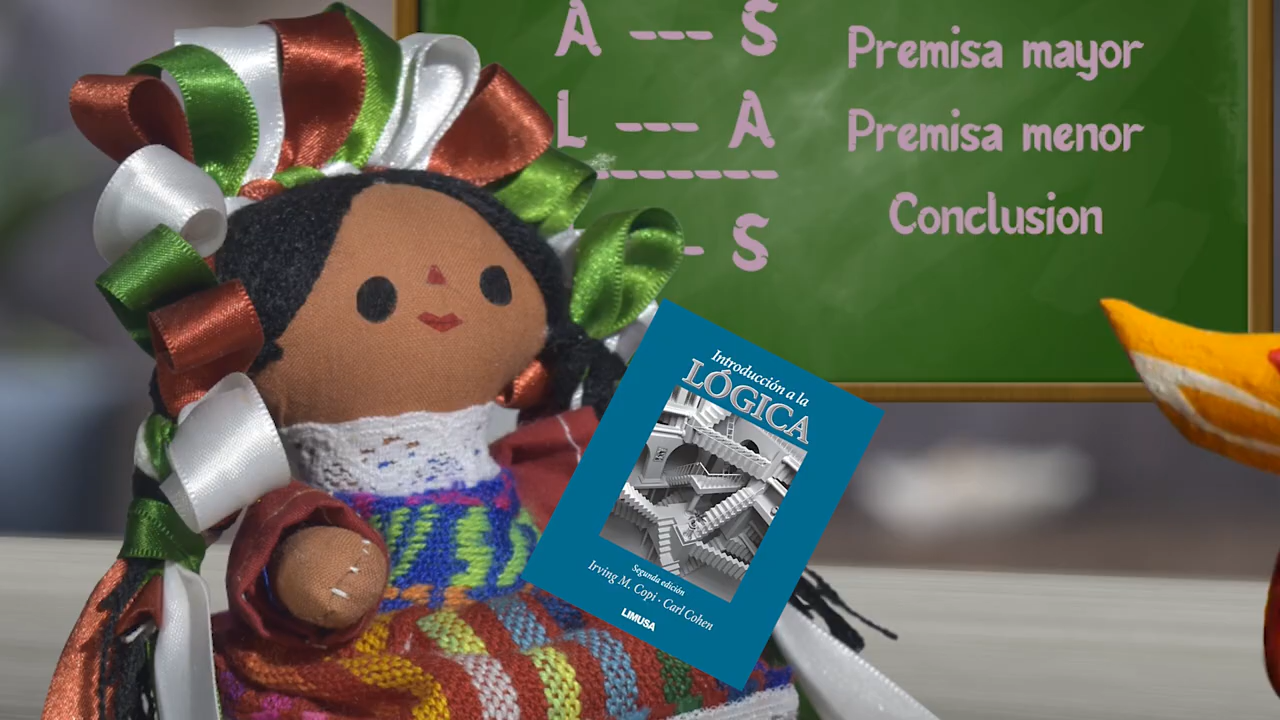 A --- S
Premisa mayor
L --- A
Premisa menor
-------
Conclusion
- S
Introducción a la
LÓGICA
Segunda edición
Irving M. Copi - Carl Cohen
LIMUSA